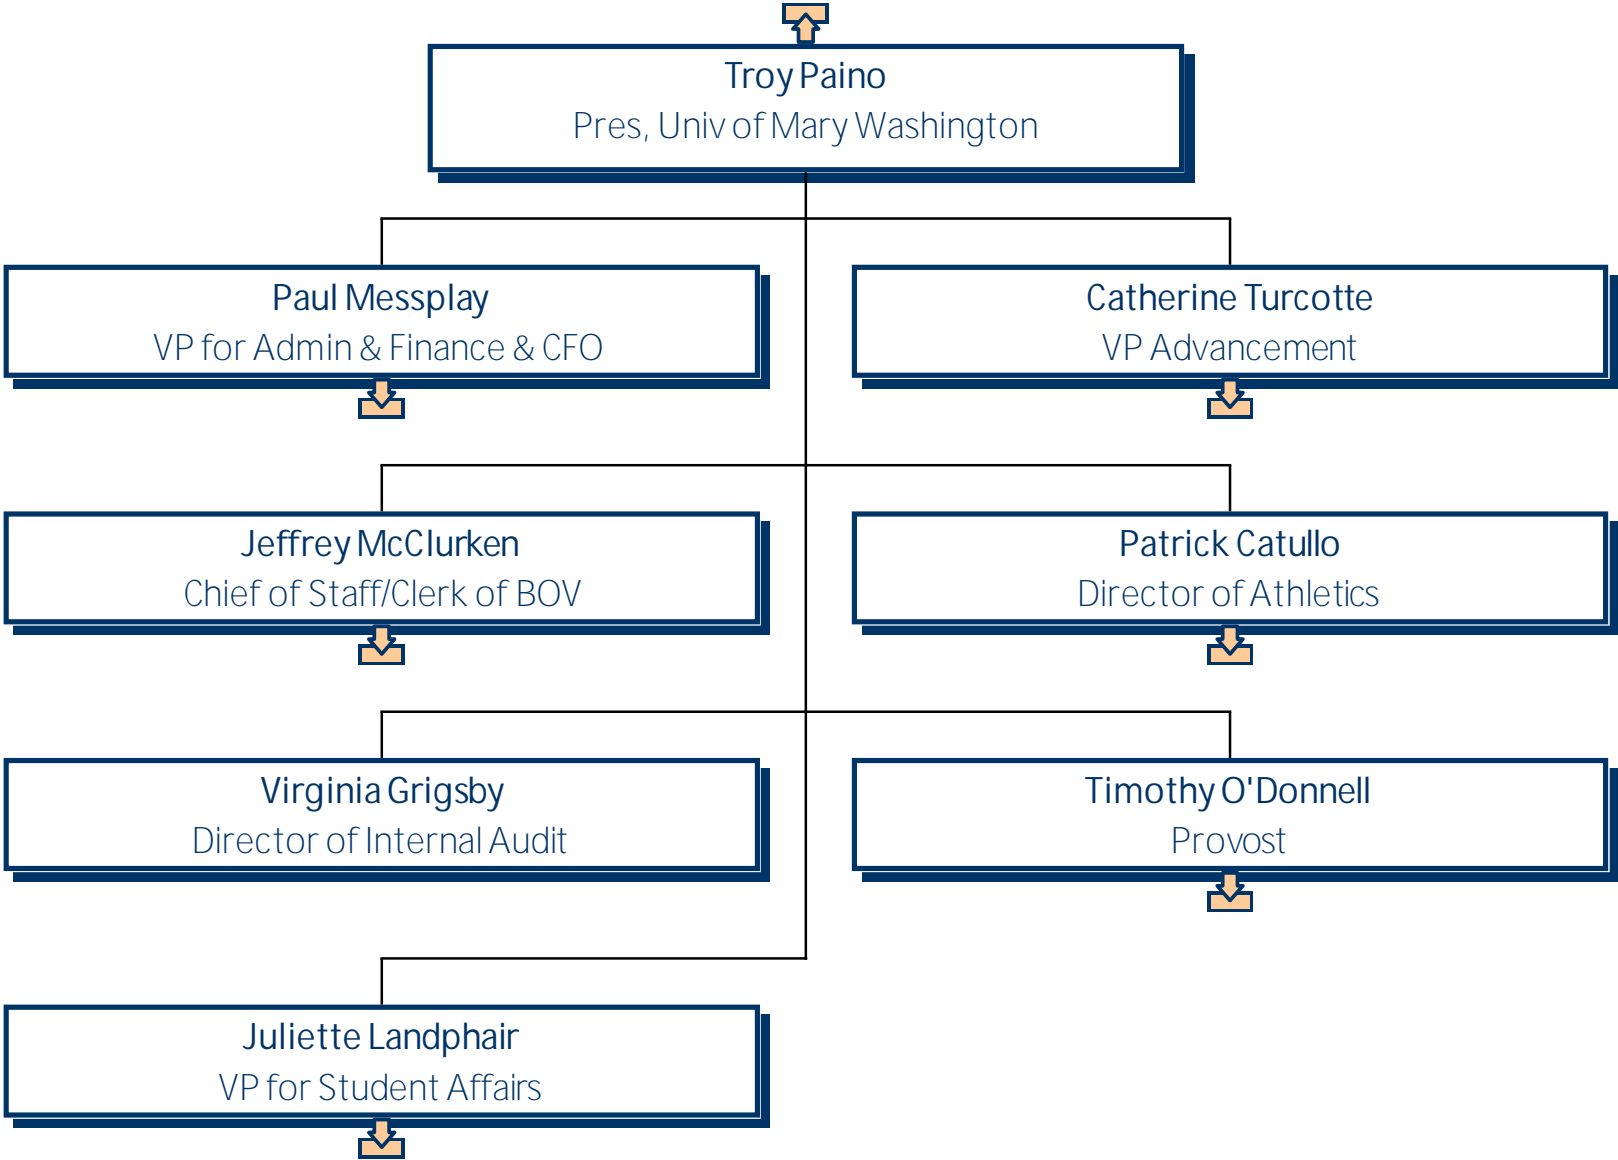 Troy Paino
Pres, Univ of Mary Washington
Paul Messplay
VP for Admin & Finance & CFO
Catherine Turcotte
VP Advancement
Jeffrey McClurken
Chief of Staff/Clerk of BOV
Patrick Catullo
Director of Athletics
Virginia Grigsby
Director of Internal Audit
Timothy O'Donnell
Provost
Juliette Landphair
VP for Student Affairs